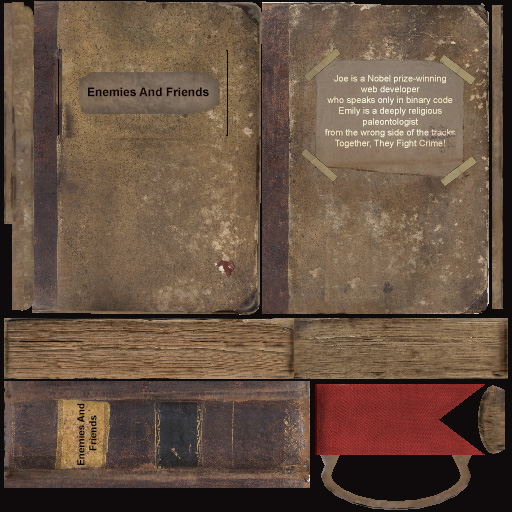 Enemies And Friends
Joe is a Nobel prize-winning
web developer
who speaks only in binary code
Emily is a deeply religious
paleontologist
from the wrong side of the tracks
Together, They Fight Crime!
Enemies And
Friends